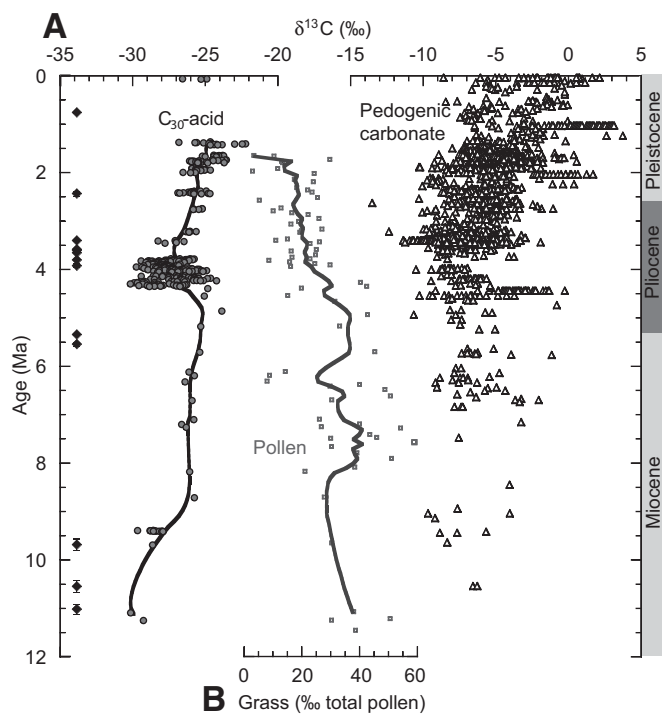 A
δ13C (‰)
-35 -30 -25 -20 -15 -10 -5 0 5
0
2
4
6
8
10
12
Age (Ma)
C30-acid
Pedogenic
carbonate
Pollen
Pleistocene
Pliocene
Miocene
0 20 40 60
B Grass (‰ total pollen)